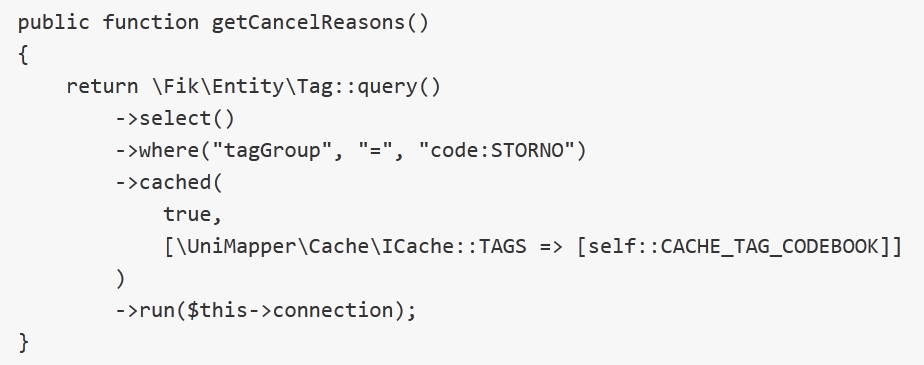 public function getCancelReasons()
{
    return \Fik\Entity\Tag::query()
        ->select()
        ->where("tagGroup", "=", "code:STORNO")
        ->cached(
            true,
            [\UniMapper\Cache\ICache::TAGS => [self::CACHE_TAG_CODEBOOK]]
        )
        ->run($this->connection);
}